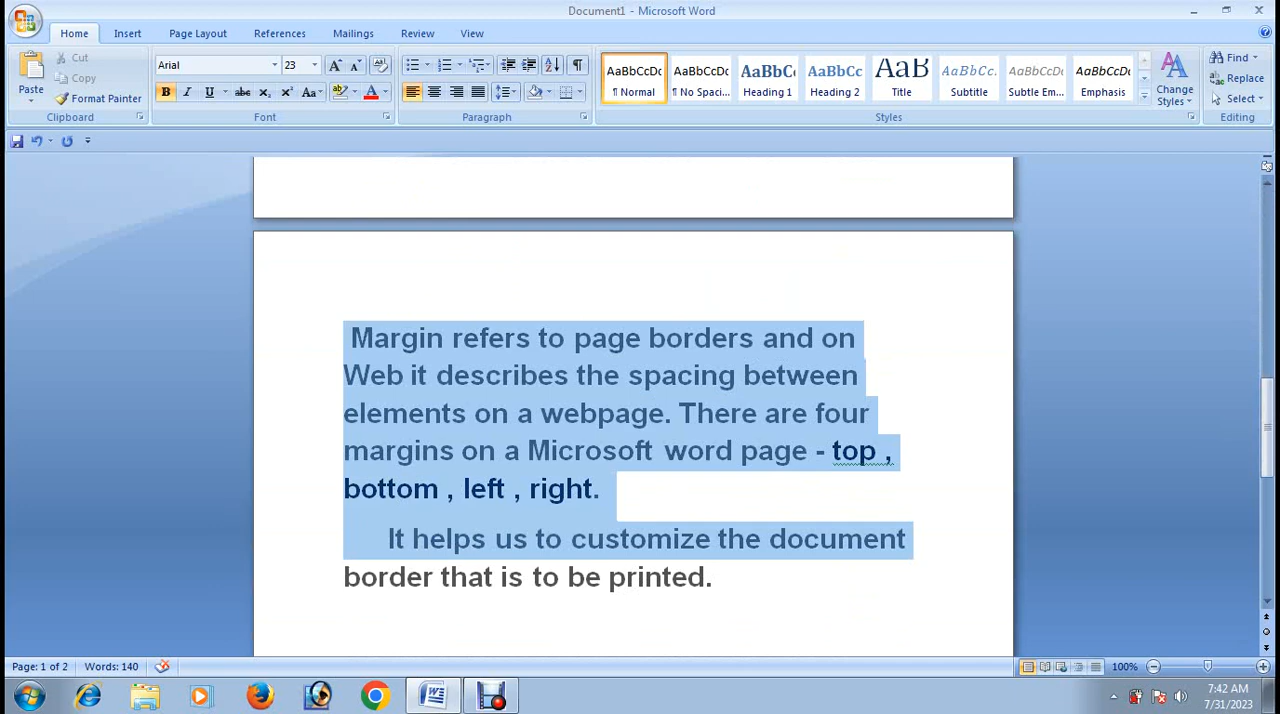 Document1 - Microsoft Word
Home Insert Page Layout References Mailings Review View
Paste
Cut
Copy
Format Painter
Clipboard
Arial 23
B I U abc x₂ x² Aa
Font
Paragraph
AaBbCcDc AaBbCcDc AaBbC AaBbCc AaB AaBbCc. AaBbCcDc AaBbCcDc
¶ Normal ¶ No Spaci... Heading 1 Heading 2 Title Subtitle Subtle Em... Emphasis
Change Styles
Styles
Find
Replace
Select
Editing
Margin refers to page borders and on
Web it describes the spacing between
elements on a webpage. There are four
margins on a Microsoft word page - top ,
bottom , left , right.
It helps us to customize the document
border that is to be printed.
Page: 1 of 2 Words: 140 100%
7:42 AM
7/31/2023